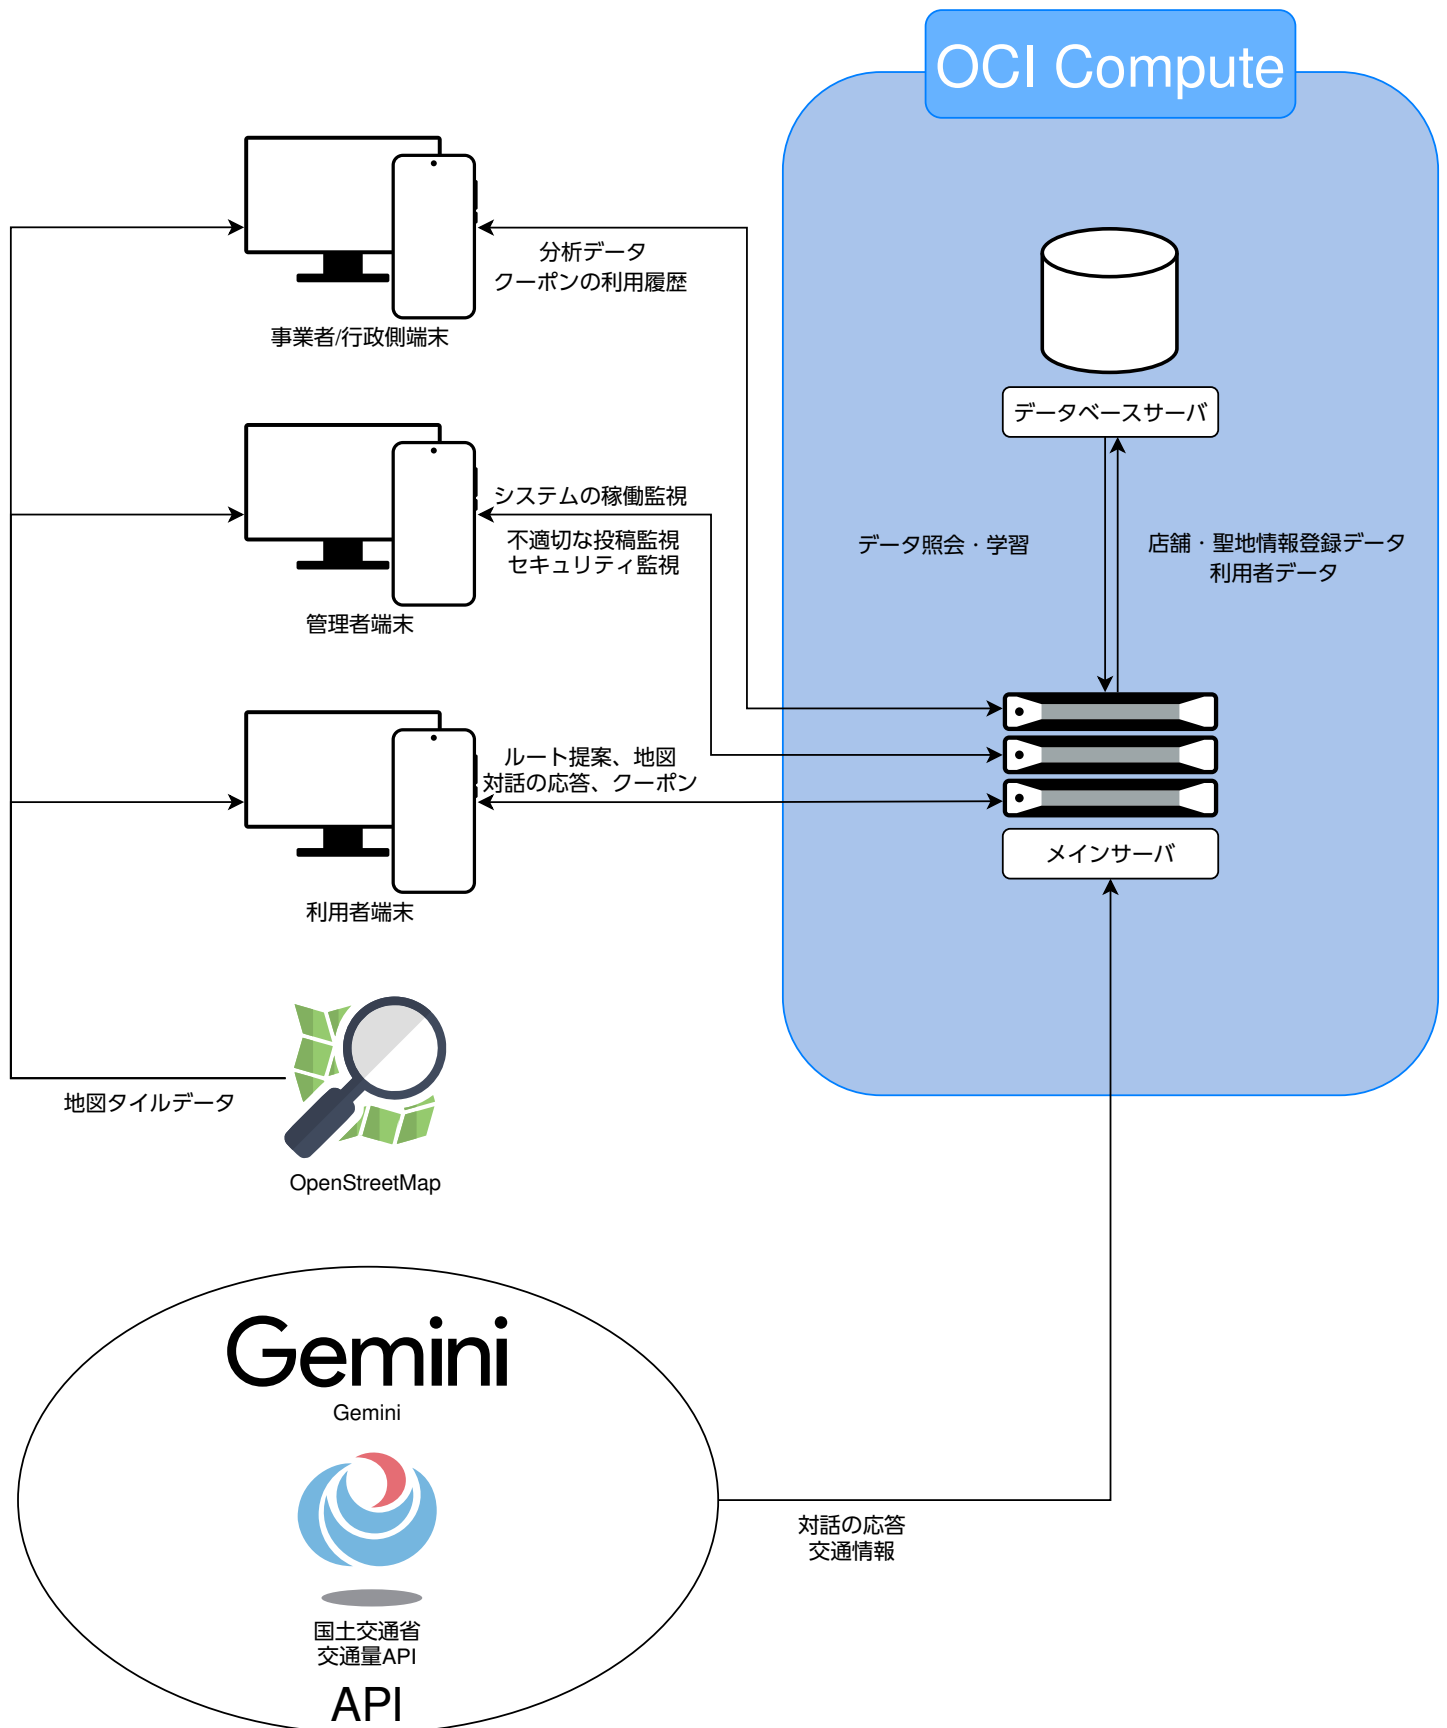 OCI Compute
分析データ
クーポンの利用履歴
事業者/行政側端末
データベースサーバ
システムの稼働監視
不適切な投稿監視
セキュリティ監視
管理者端末
データ照会・学習
店舗・聖地情報登録データ
利用者データ
ルート提案、地図
対話の応答、クーポン
メインサーバ
利用者端末
地図タイルデータ
OpenStreetMap
Gemini
Gemini
対話の応答
交通情報
国土交通省
交通量API
API